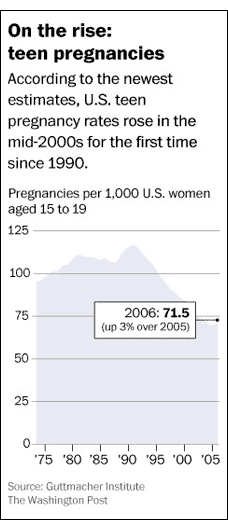 On the rise:
teen pregnancies
According to the newest
estimates, U.S. teen
pregnancy rates rose in the
mid-2000s for the first time
since 1990.
Pregnancies per 1,000 U.S. women
aged 15 to 19
125
100
75
50
25
0
2006: 71.5
(up 3% over 2005)
'75 '80 '85 '90 '95 '00 '05
Source: Guttmacher Institute
The Washington Post